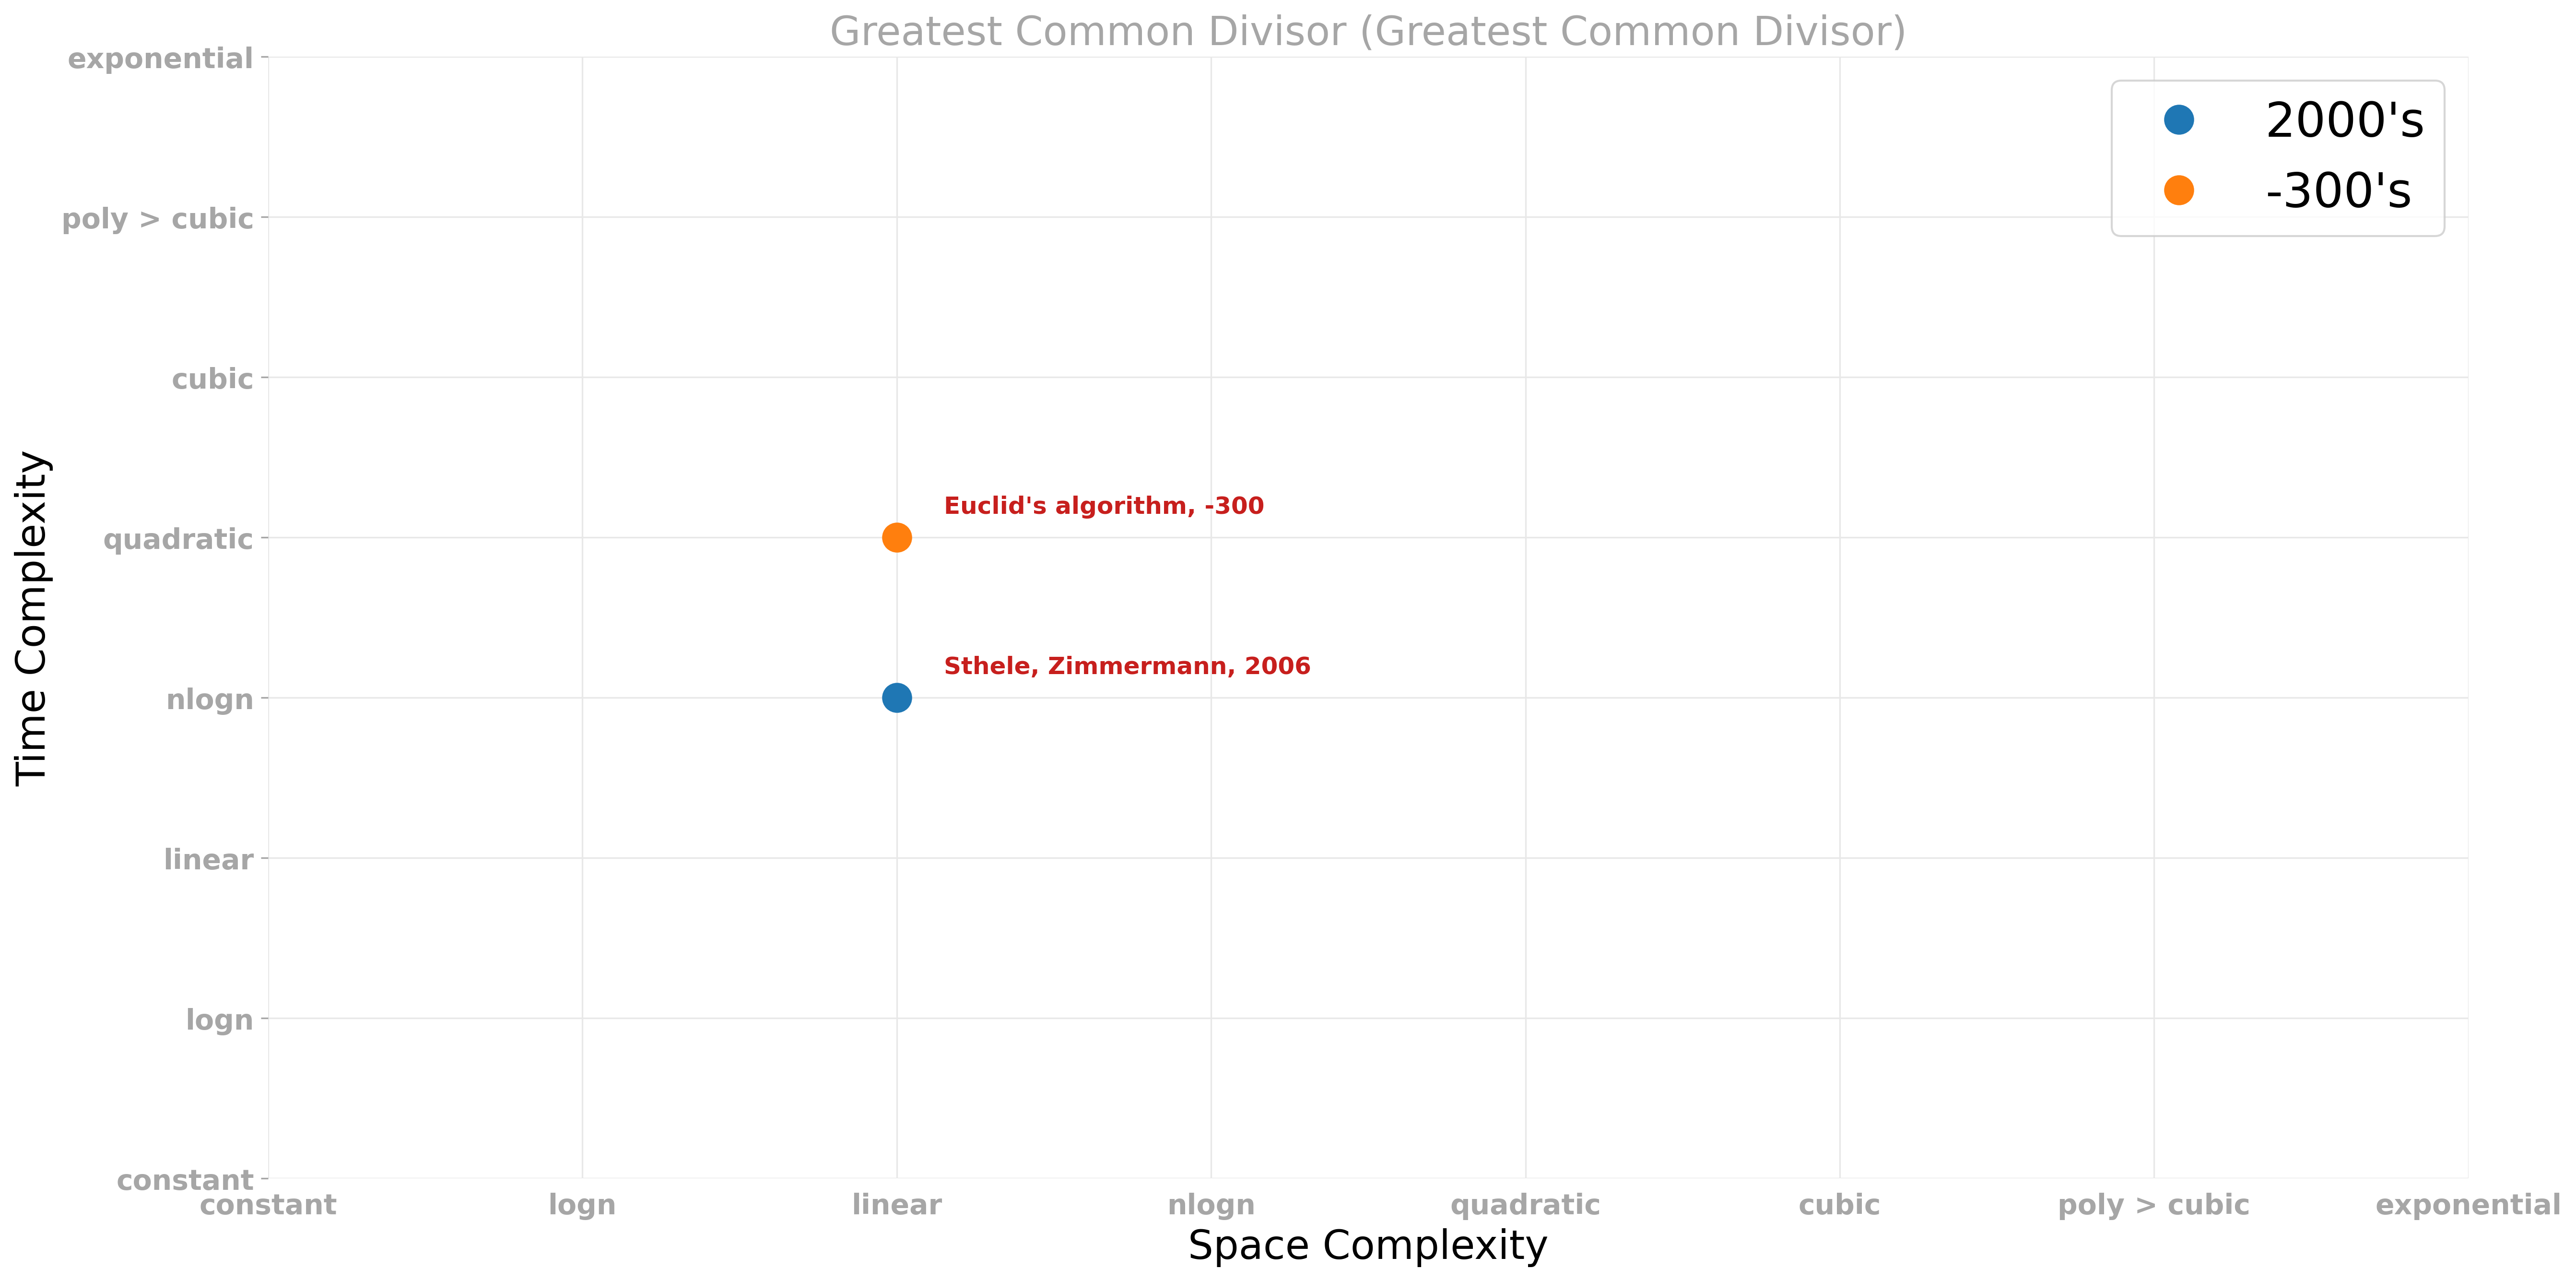 Greatest Common Divisor (Greatest Common Divisor)
2000's
-300's
Time Complexity
exponential
poly > cubic
cubic
quadratic
nlogn
linear
logn
constant
Euclid's algorithm, -300
Sthele, Zimmermann, 2006
constant
logn
linear
nlogn
quadratic
cubic
poly > cubic
exponential
Space Complexity